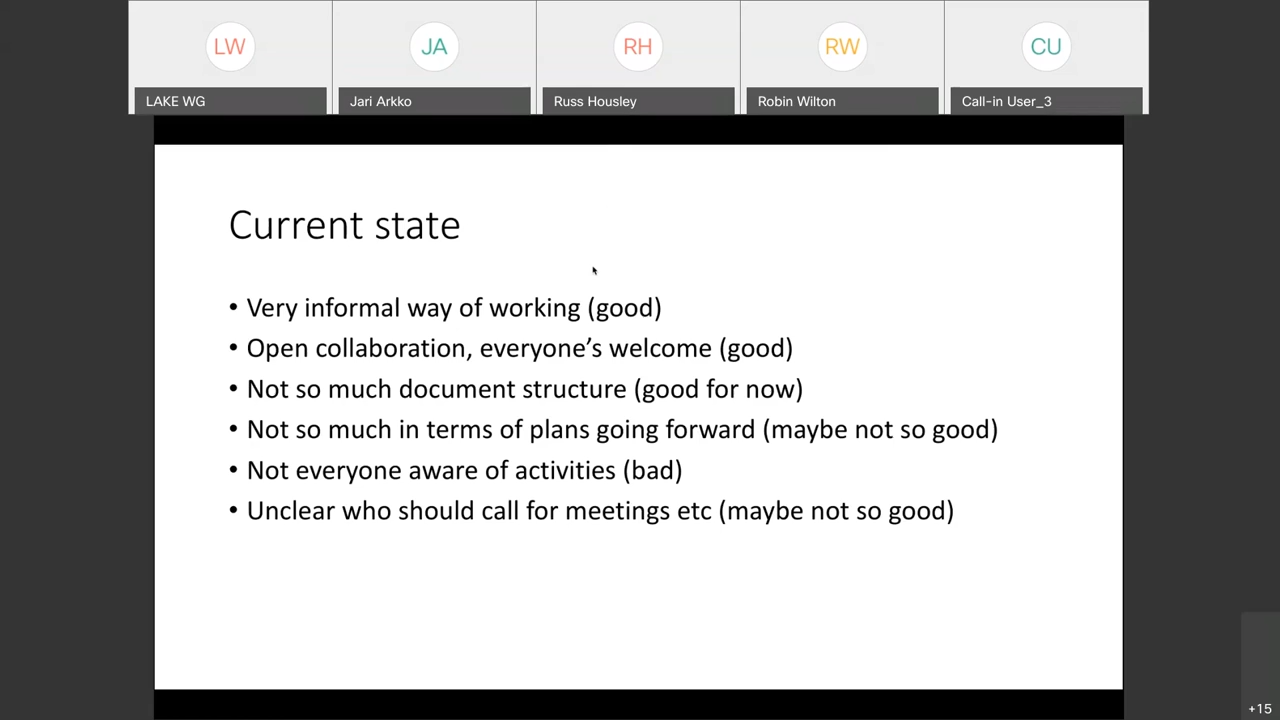 LW
JA
RH
RW
CU
LAKE WG
Jari Arkko
Russ Housley
Robin Wilton
Call-in User_3
Current state
• Very informal way of working (good)
• Open collaboration, everyone’s welcome (good)
• Not so much document structure (good for now)
• Not so much in terms of plans going forward (maybe not so good)
• Not everyone aware of activities (bad)
• Unclear who should call for meetings etc (maybe not so good)
+15